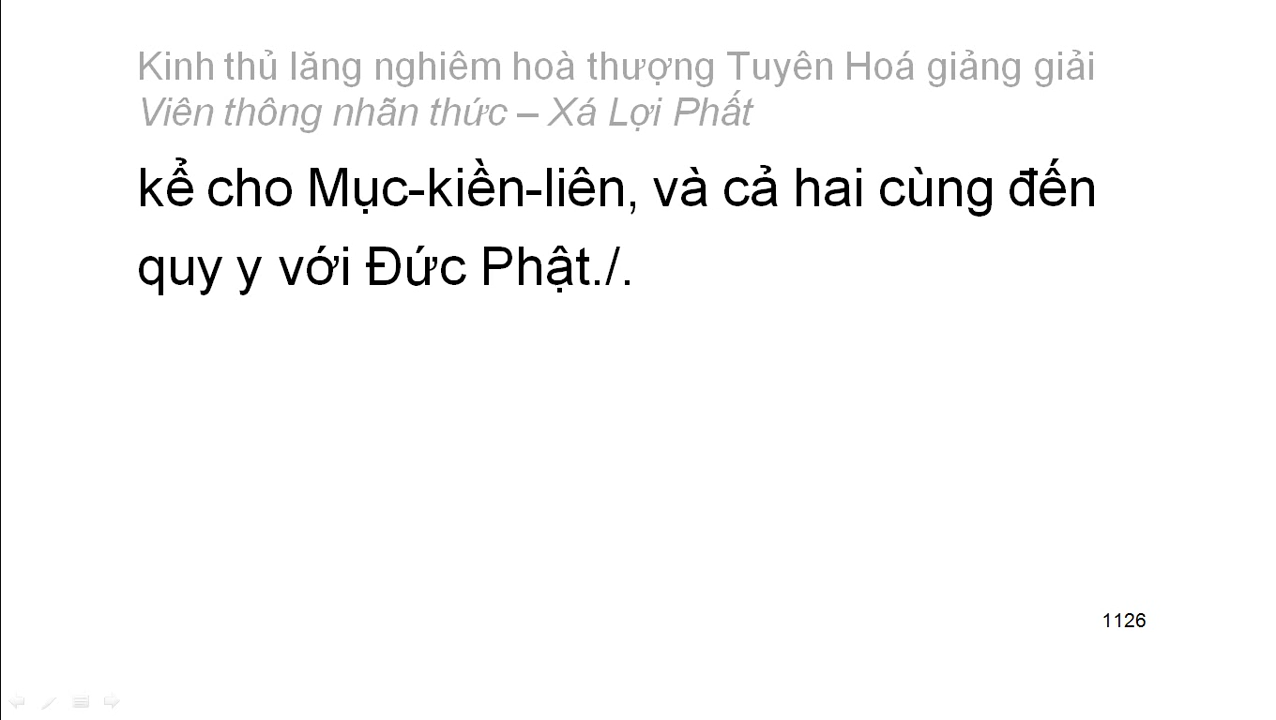 Kinh thủ lăng nghiêm hoà thượng Tuyên Hoá giảng giải
Viên thông nhãn thức – Xá Lợi Phất
kể cho Mục-kiền-liên, và cả hai cùng đến
quy y với Đức Phật./.
1126